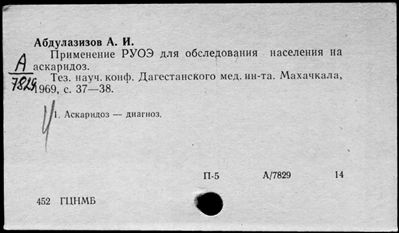 Абдулазизов А. И.
Применение РУОЭ для обследования населения на
аскаридоз.
Тез. науч. конф. Дагестанского мед. ин-та. Махачкала,
1969, с. 37—38.
А
7829
1. Аскаридоз — диагноз.
П-5 А/7829 14
452 ГЦНМБ